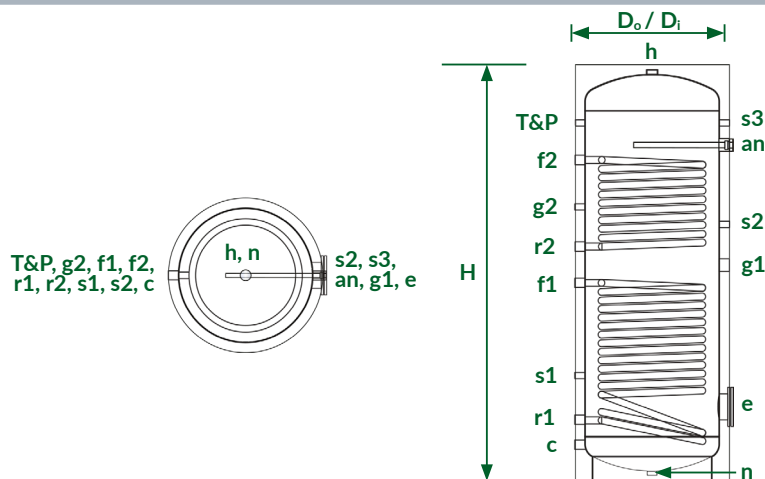 Dₒ / Dᵢ
h
T&P
s3
an
f2
g2
s2
r2
g1
H
f1
s1
e
r1
c
n
h, n
T&P, g2, f1, f2,
r1, r2, s1, s2, c
s2, s3,
an, g1, e